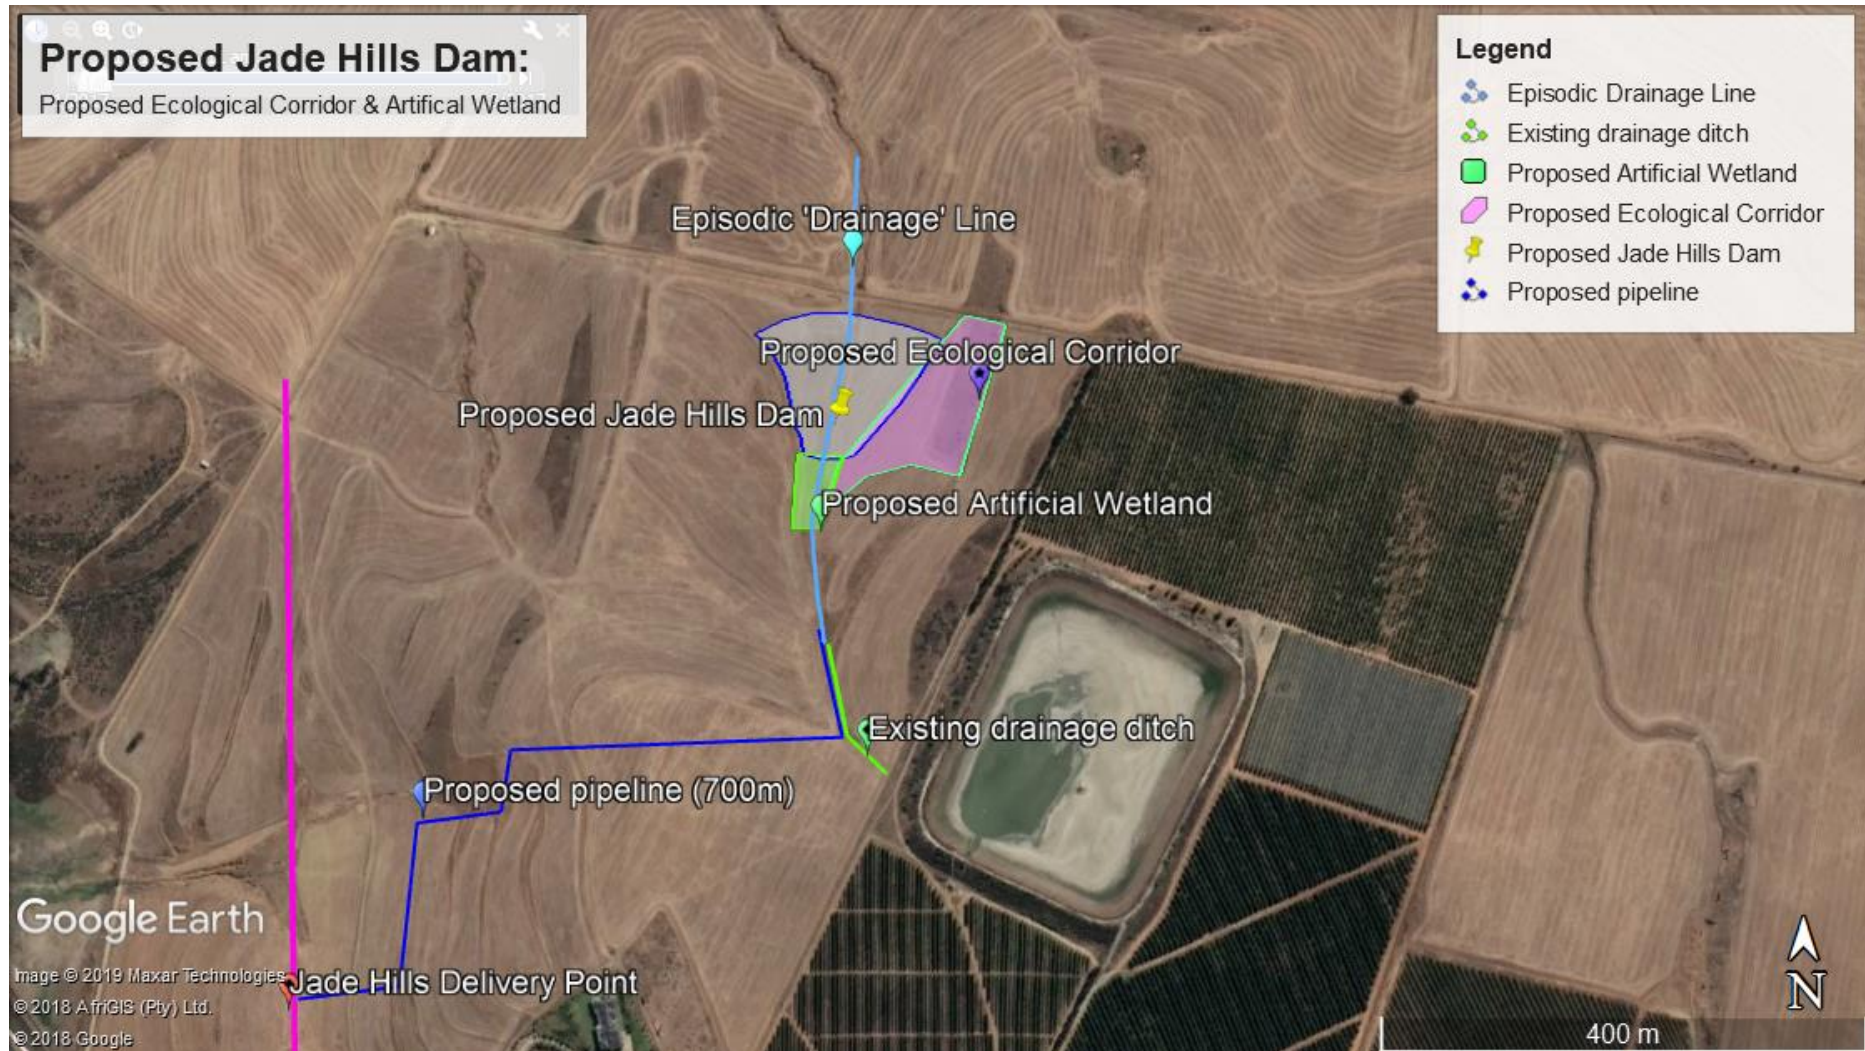 Proposed Jade Hills Dam:
Proposed Ecological Corridor & Artifical Wetland
Legend
Episodic Drainage Line
Existing drainage ditch
Proposed Artificial Wetland
Proposed Ecological Corridor
Proposed Jade Hills Dam
Proposed pipeline
Episodic 'Drainage' Line
Proposed Ecological Corridor
Proposed Jade Hills Dam
Proposed Artificial Wetland
Existing drainage ditch
Proposed pipeline (700m)
Jade Hills Delivery Point
Google Earth
Image © 2019 Maxar Technologies
© 2018 AfriGIS (Pty) Ltd.
© 2018 Google
N
400 m